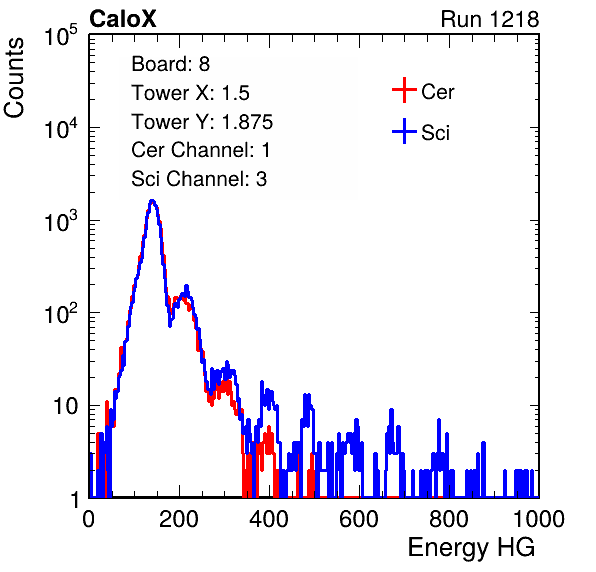 CaloX Run 1218
Counts
Board: 8
Tower X: 1.5
Tower Y: 1.875
Cer Channel: 1
Sci Channel: 3
Cer
Sci
10^5
10^4
10^3
10^2
10
1
0 200 400 600 800 1000
Energy HG